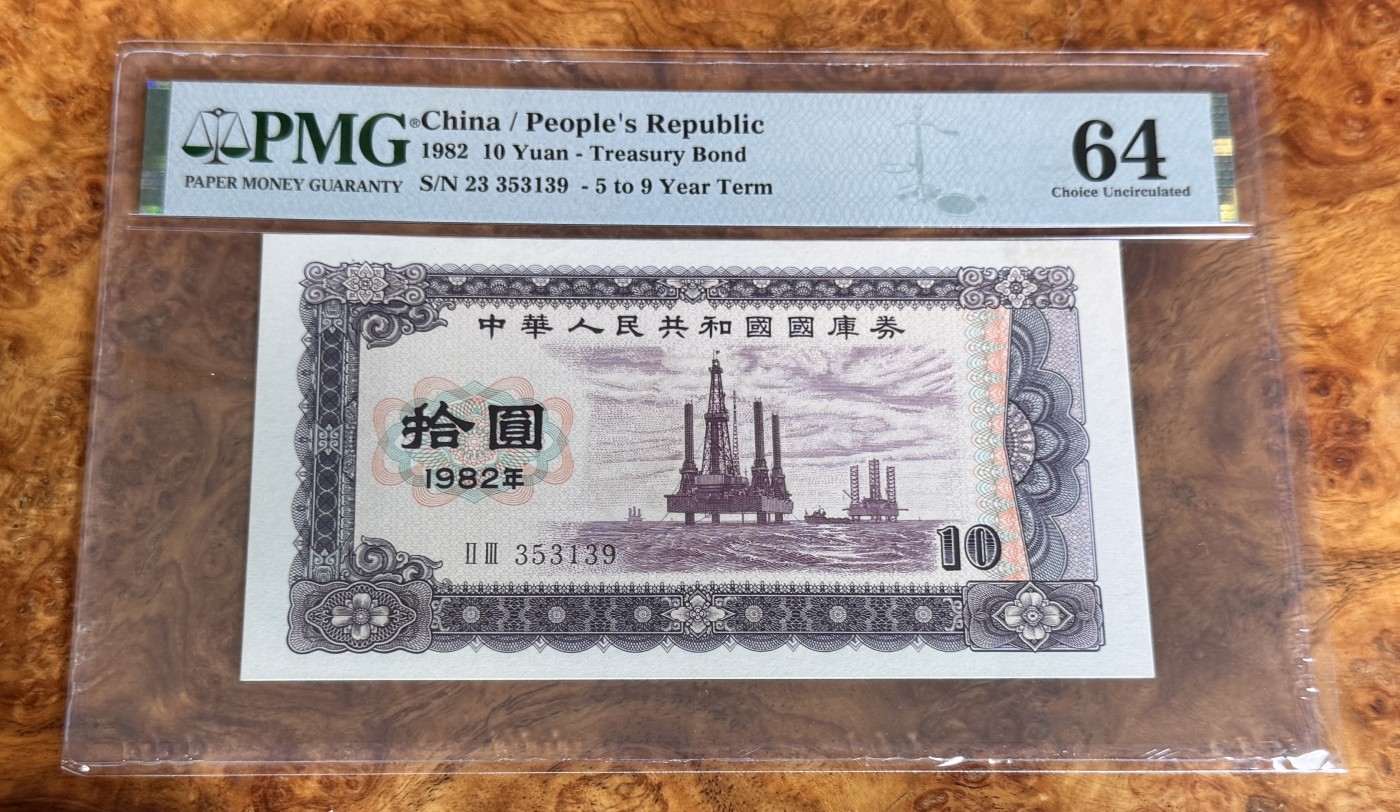 PMG®
PAPER MONEY GUARANTY
China / People's Republic
1982 10 Yuan - Treasury Bond
S/N 23 353139 - 5 to 9 Year Term
64
Choice Uncirculated
中華人民共和國國庫券
拾圓
1982年
ⅡⅢ 353139
10